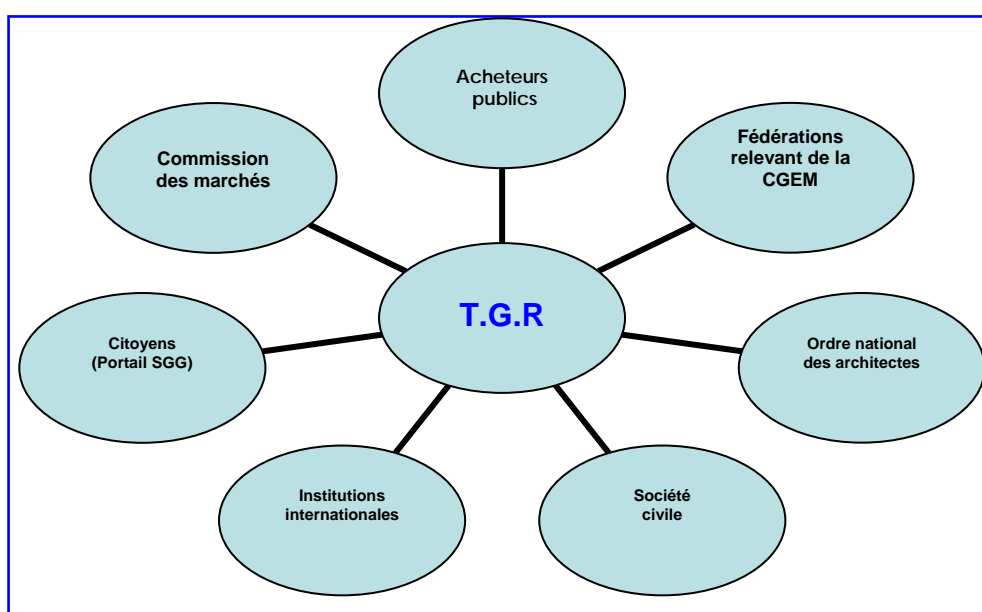 Acheteurs
publics
Fédérations
relevant de la
CGEM
Commission
des marchés
T.G.R
Ordre national
des architectes
Citoyens
(Portail SGG)
Institutions
internationales
Société
civile